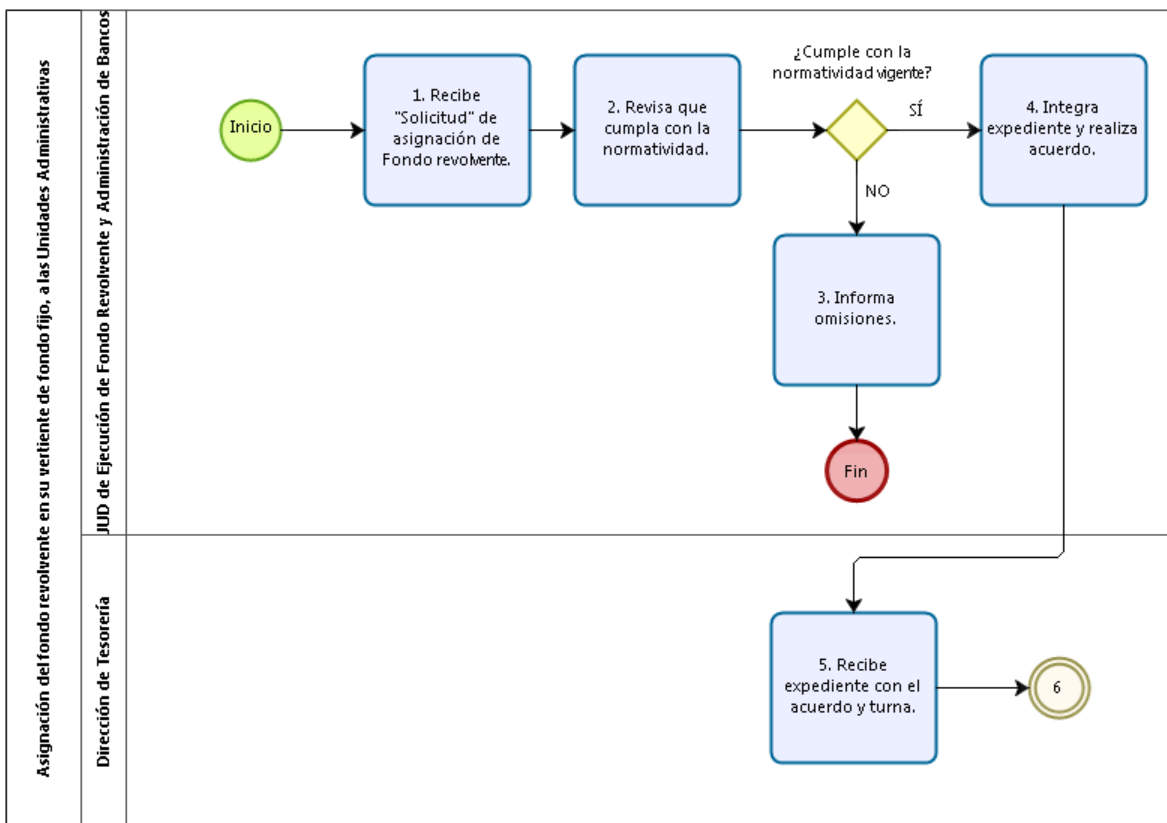 Asignación del fondo revolvente en su vertiente de fondo fijo, a las Unidades Administrativas
JUD de Ejecución de Fondo Revolvente y Administración de Bancos
Inicio
1. Recibe
"Solicitud" de
asignación de
Fondo revolvente.
2. Revisa que
cumpla con la
normatividad.
¿Cumple con la
normatividad vigente?
SÍ
4. Integra
expediente y realiza
acuerdo.
NO
3. Informa
omisiones.
Fin
Dirección de Tesorería
5. Recibe
expediente con el
acuerdo y turna.
6